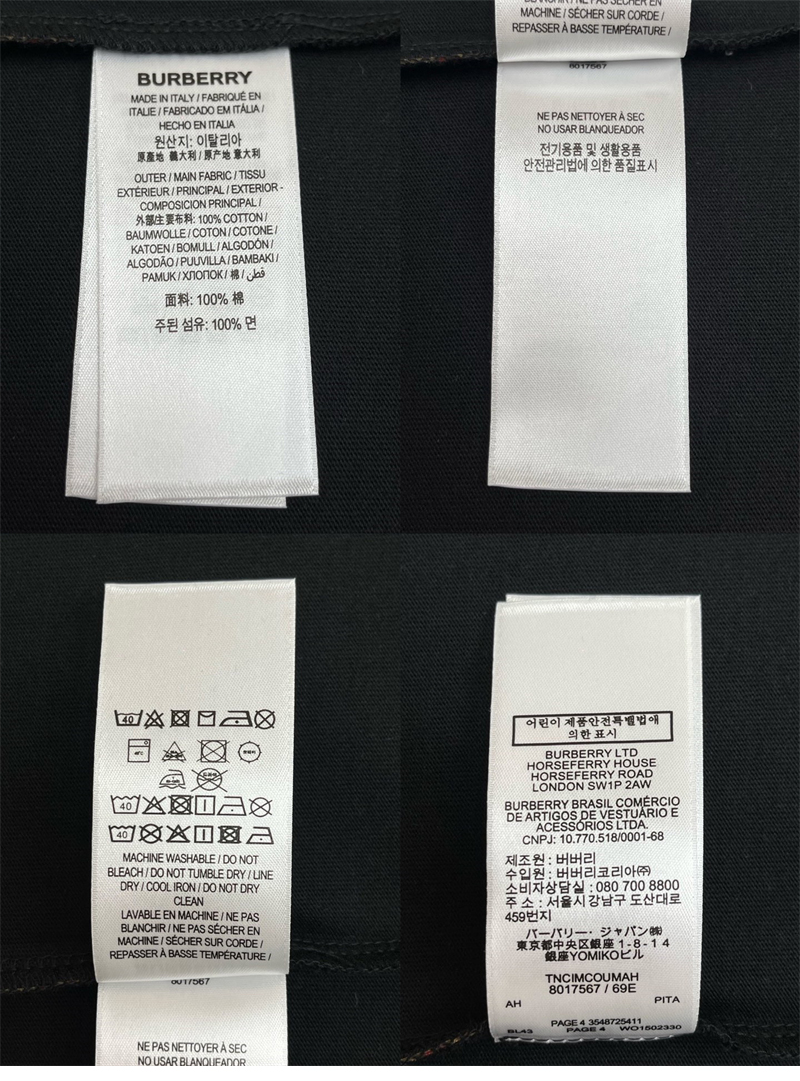 BURBERRY
MADE IN ITALY / FABRIQUÉ EN
ITALIE / FABRICADO EM ITÁLIA /
HECHO EN ITALIA
원산지: 이탈리아
原產地 義大利 / 原产地 意大利
OUTER / MAIN FABRIC / TISSU
EXTÉRIEUR / PRINCIPAL / EXTERIOR -
COMPOSICION PRINCIPAL /
外部/主要布料: 100% COTTON /
BAUMWOLLE / COTON / COTONE /
KATOEN / BOMULL / ALGODÓN /
ALGODÃO / PUUVILLA / BAMBAKI /
PAMUK / ХЛОПОК / 棉 / قطن
面料: 100% 棉
주된 섬유: 100% 면
MACHINE / SÉCHER SUR CORDE /
REPASSER À BASSE TEMPÉRATURE /
8017567
NE PAS NETTOYER À SEC
NO USAR BLANQUEADOR
전기용품 및 생활용품
안전관리법에 의한 품질표시
40
40
40
MACHINE WASHABLE / DO NOT
BLEACH / DO NOT TUMBLE DRY / LINE
DRY / COOL IRON / DO NOT DRY
CLEAN
LAVABLE EN MACHINE / NE PAS
BLANCHIR / NE PAS SÉCHER EN
MACHINE / SÉCHER SUR CORDE /
REPASSER À BASSE TEMPÉRATURE /
8017567
NE PAS NETTOYER À SEC
NO USAR BLANQUEADOR
어린이 제품안전특별법애
의한 표시
BURBERRY LTD
HORSEFERRY HOUSE
HORSEFERRY ROAD
LONDON SW1P 2AW
BURBERRY BRASIL COMÉRCIO
DE ARTIGOS DE VESTUÁRIO E
ACESSÓRIOS LTDA.
CNPJ: 10.770.518/0001-68
제조원 : 버버리
수입원 : 버버리코리아㈜
소비자상담실 : 080 700 8800
주 소 : 서울시 강남구 도산대로
459번지
バーバリー・ジャパン㈱
東京都中央区銀座 1-8-14
銀座YOMIKOビル
TNCIMCOUMAH
8017567 / 69E
AH PITA
PAGE 4 3548725411
BL43 PAGE 4 WO1502330